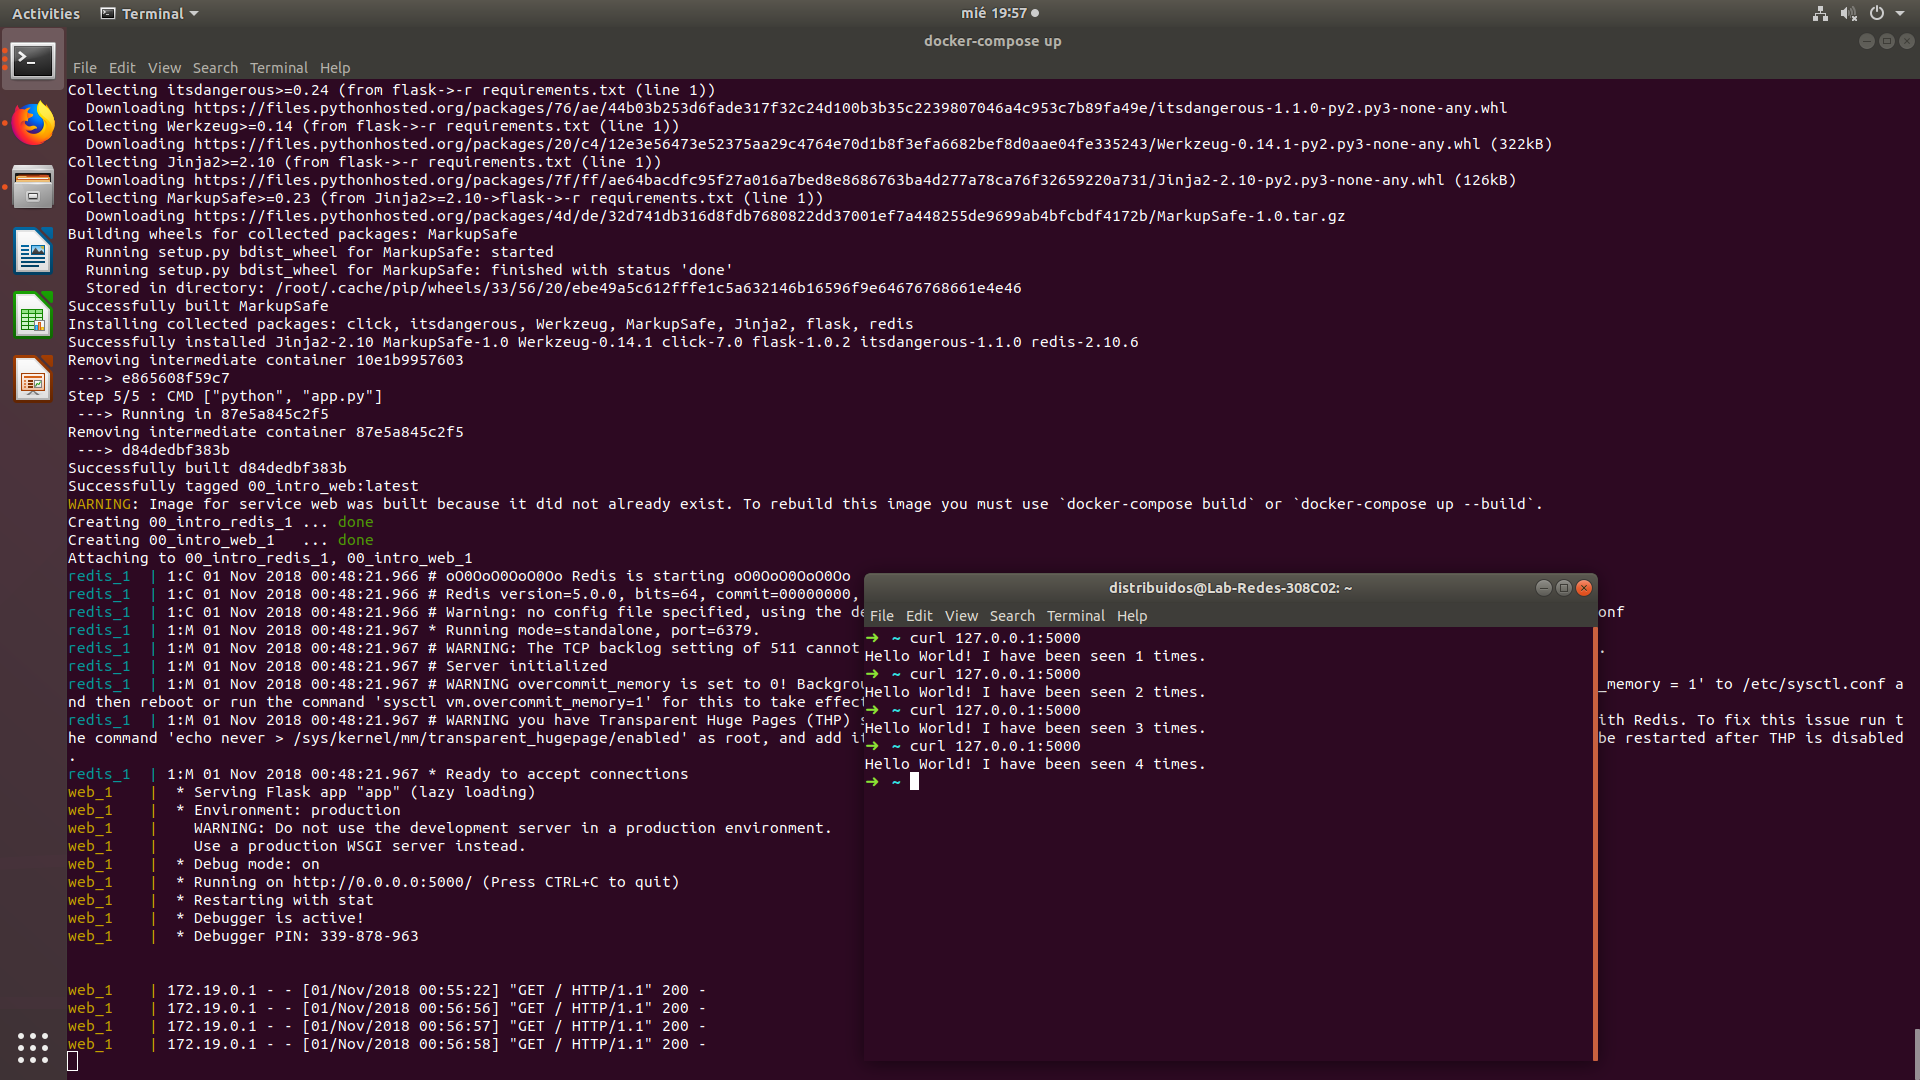 Activities
Terminal
mié 19:57
docker-compose up
File Edit View Search Terminal Help
Collecting itsdangerous>=0.24 (from flask->-r requirements.txt (line 1))
Downloading https://files.pythonhosted.org/packages/76/ae/44b03b253d6fade317f32c24d100b3b35c2239807046a4c953c7b89fa49e/itsdangerous-1.1.0-py2.py3-none-any.whl
Collecting Werkzeug>=0.14 (from flask->-r requirements.txt (line 1))
Downloading https://files.pythonhosted.org/packages/20/c4/12e3e56473e52375aa29c4764e70d1b8f3efa6682bef8d0aae04fe335243/Werkzeug-0.14.1-py2.py3-none-any.whl (322kB)
Collecting Jinja2>=2.10 (from flask->-r requirements.txt (line 1))
Downloading https://files.pythonhosted.org/packages/7f/ff/ae64bacdfc95f27a016a7bed8e8686763ba4d277a78ca76f32659220a731/Jinja2-2.10-py2.py3-none-any.whl (126kB)
Collecting MarkupSafe>=0.23 (from Jinja2>=2.10->flask->-r requirements.txt (line 1))
Downloading https://files.pythonhosted.org/packages/4d/de/32d741db316d8fdb7680822dd37001ef7a448255de9699ab4bfcbdf4172b/MarkupSafe-1.0.tar.gz
Building wheels for collected packages: MarkupSafe
Running setup.py bdist_wheel for MarkupSafe: started
Running setup.py bdist_wheel for MarkupSafe: finished with status 'done'
Stored in directory: /root/.cache/pip/wheels/33/56/20/ebe49a5c612fffe1c5a632146b16596f9e64676768661e4e46
Successfully built MarkupSafe
Installing collected packages: click, itsdangerous, Werkzeug, MarkupSafe, Jinja2, flask, redis
Successfully installed Jinja2-2.10 MarkupSafe-1.0 Werkzeug-0.14.1 click-7.0 flask-1.0.2 itsdangerous-1.1.0 redis-2.10.6
Removing intermediate container 10e1b9957603
---> e865608f59c7
Step 5/5 : CMD ["python", "app.py"]
---> Running in 87e5a845c2f5
Removing intermediate container 87e5a845c2f5
---> d84dedbf383b
Successfully built d84dedbf383b
Successfully tagged 00_intro_web:latest
WARNING: Image for service web was built because it did not already exist. To rebuild this image you must use `docker-compose build` or `docker-compose up --build`.
Creating 00_intro_redis_1 ... done
Creating 00_intro_web_1   ... done
Attaching to 00_intro_redis_1, 00_intro_web_1
redis_1  | 1:C 01 Nov 2018 00:48:21.966 # oO0OoO0OoO0Oo Redis is starting oO0OoO0OoO0Oo
redis_1  | 1:C 01 Nov 2018 00:48:21.966 # Redis version=5.0.0, bits=64, commit=00000000,
redis_1  | 1:C 01 Nov 2018 00:48:21.966 # Warning: no config file specified, using the de onf
redis_1  | 1:M 01 Nov 2018 00:48:21.967 * Running mode=standalone, port=6379.
redis_1  | 1:M 01 Nov 2018 00:48:21.967 # WARNING: The TCP backlog setting of 511 cannot .
redis_1  | 1:M 01 Nov 2018 00:48:21.967 # Server initialized
redis_1  | 1:M 01 Nov 2018 00:48:21.967 # WARNING overcommit_memory is set to 0! Backgrou _memory = 1' to /etc/sysctl.conf a
nd then reboot or run the command 'sysctl vm.overcommit_memory=1' for this to take effect
redis_1  | 1:M 01 Nov 2018 00:48:21.967 # WARNING you have Transparent Huge Pages (THP) s ith Redis. To fix this issue run t
he command 'echo never > /sys/kernel/mm/transparent_hugepage/enabled' as root, and add it be restarted after THP is disabled
.
redis_1  | 1:M 01 Nov 2018 00:48:21.967 * Ready to accept connections
web_1    |  * Serving Flask app "app" (lazy loading)
web_1    |  * Environment: production
web_1    |    WARNING: Do not use the development server in a production environment.
web_1    |    Use a production WSGI server instead.
web_1    |  * Debug mode: on
web_1    |  * Running on http://0.0.0.0:5000/ (Press CTRL+C to quit)
web_1    |  * Restarting with stat
web_1    |  * Debugger is active!
web_1    |  * Debugger PIN: 339-878-963
web_1    | 172.19.0.1 - - [01/Nov/2018 00:55:22] "GET / HTTP/1.1" 200 -
web_1    | 172.19.0.1 - - [01/Nov/2018 00:56:56] "GET / HTTP/1.1" 200 -
web_1    | 172.19.0.1 - - [01/Nov/2018 00:56:57] "GET / HTTP/1.1" 200 -
web_1    | 172.19.0.1 - - [01/Nov/2018 00:56:58] "GET / HTTP/1.1" 200 -
distribuidos@Lab-Redes-308C02: ~
File Edit View Search Terminal Help
➜ ~ curl 127.0.0.1:5000
Hello World! I have been seen 1 times.
➜ ~ curl 127.0.0.1:5000
Hello World! I have been seen 2 times.
➜ ~ curl 127.0.0.1:5000
Hello World! I have been seen 3 times.
➜ ~ curl 127.0.0.1:5000
Hello World! I have been seen 4 times.
➜ ~